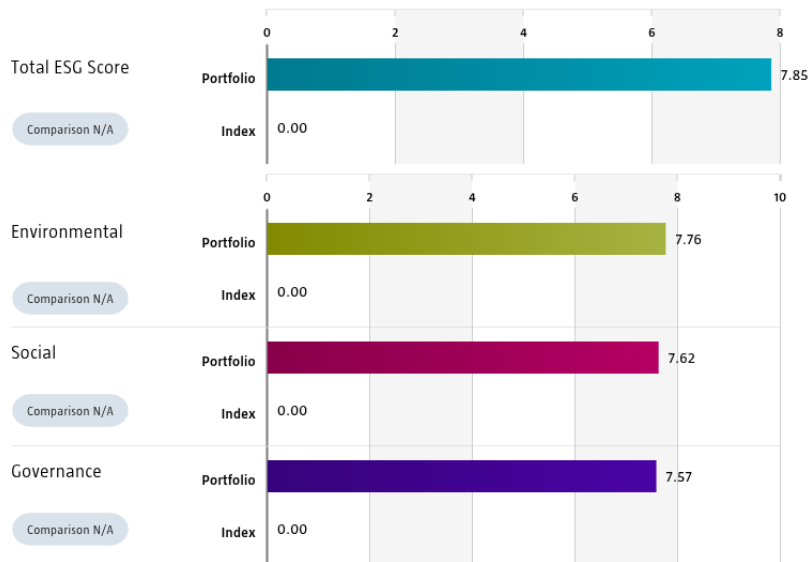 0 2 4 6 8
Total ESG Score
Portfolio 7.85
Comparison N/A
Index 0.00
0 2 4 6 8 10
Environmental
Portfolio 7.76
Comparison N/A
Index 0.00
Social
Portfolio 7.62
Comparison N/A
Index 0.00
Governance
Portfolio 7.57
Comparison N/A
Index 0.00